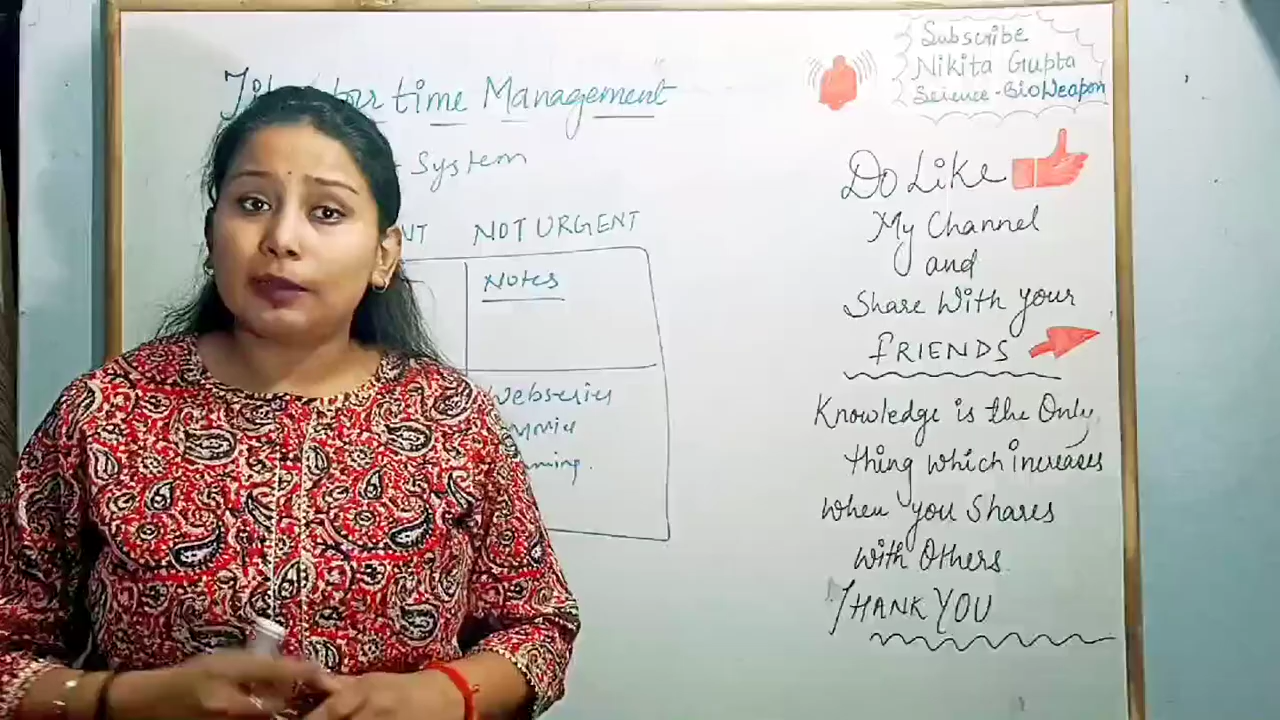 for time Management
System
NOT URGENT
Notes
Webseries
Subscribe
Nikita Gupta
Science-BioWeapon
Do Like
My Channel
and
Share With your
FRIENDS
Knowledge is the Only
thing which increases
when you Shares
with Others
THANK YOU